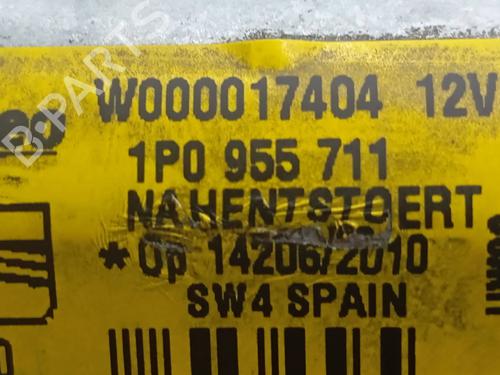 W000017404 12V
1P0 955 711
NAHENTSTOERT
*Op 14206/2010
SW4 SPAIN